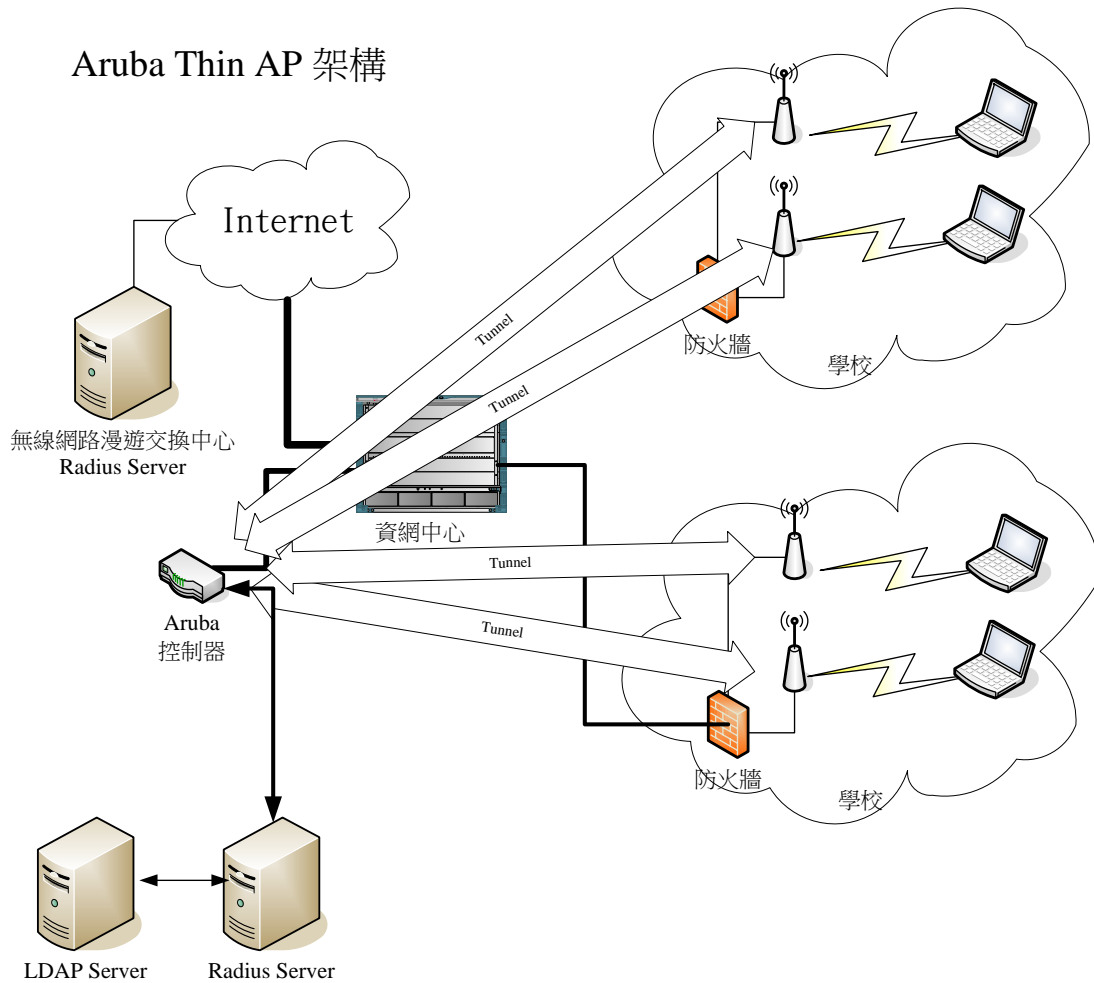 Aruba Thin AP 架構
Internet
Tunnel
防火牆
學校
Tunnel
無線網路漫遊交換中心
Radius Server
資網中心
Tunnel
Aruba
控制器
Tunnel
防火牆
學校
LDAP Server
Radius Server